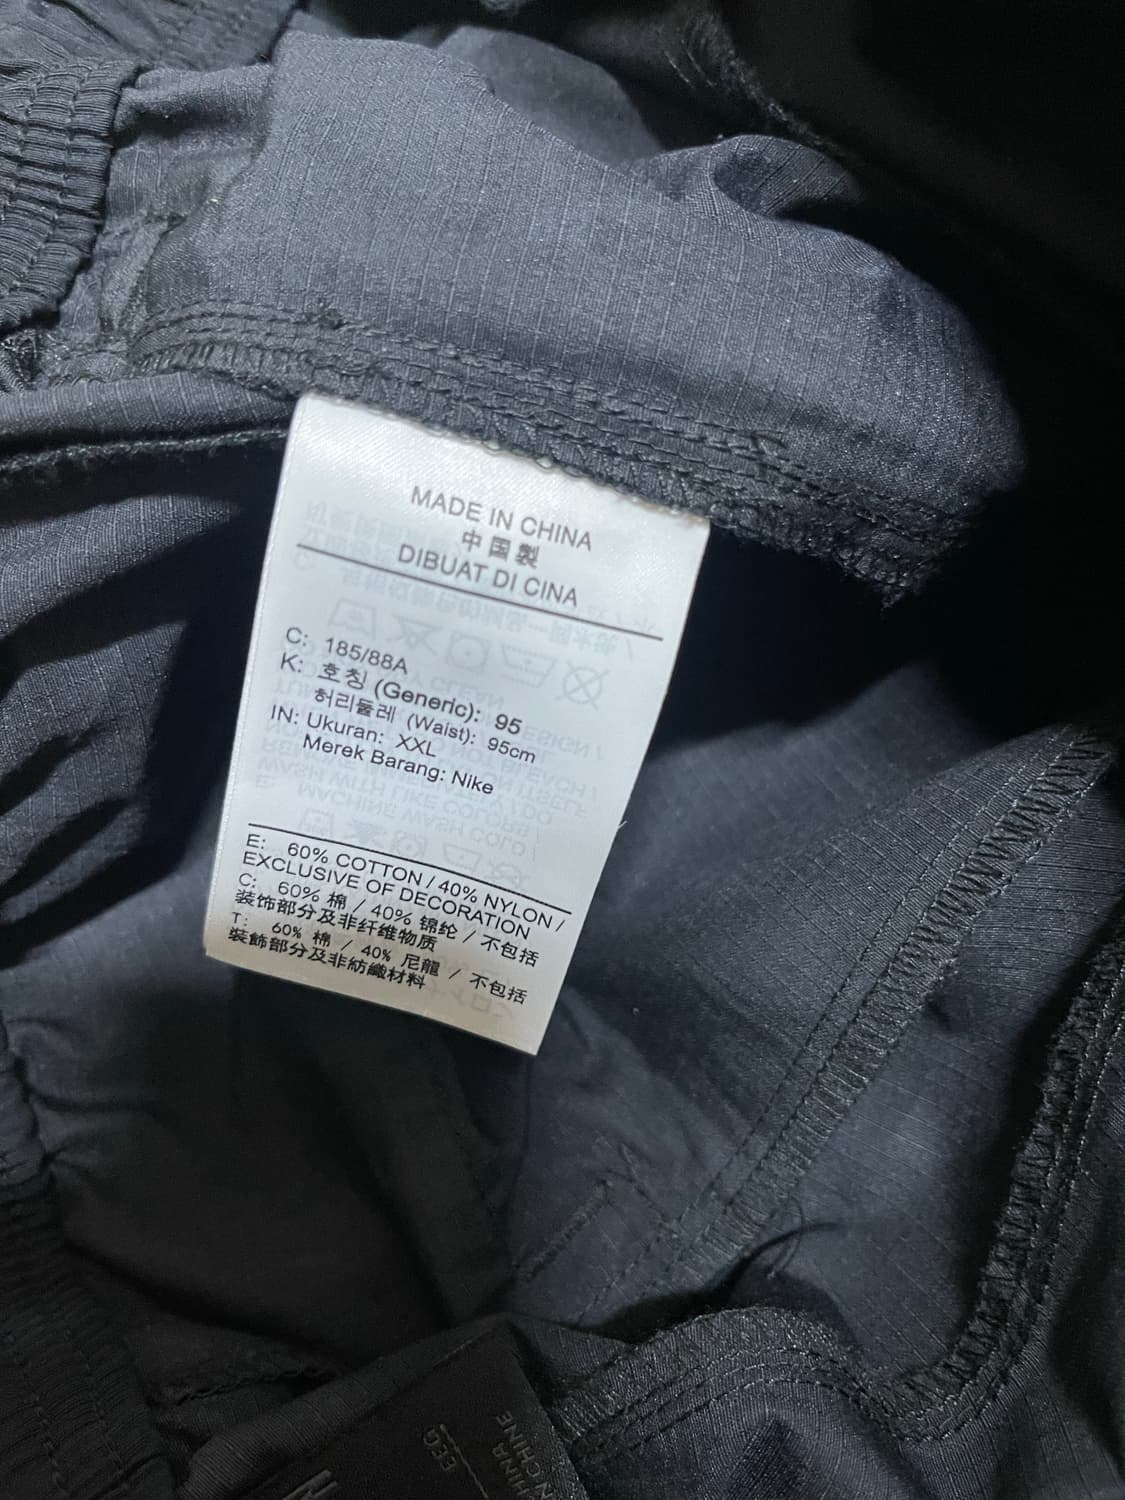 MADE IN CHINA
中国製
DIBUAT DI CINA
C: 185/88A
K: 호칭 (Generic): 95
허리둘레 (Waist): 95cm
IN: Ukuran: XXL
Merek Barang: Nike
E: 60% COTTON / 40% NYLON /
EXCLUSIVE OF DECORATION
C: 60% 棉 / 40% 锦纶 / 不包括
装饰部分及非纤维物质
T: 60% 棉 / 40% 尼龍 / 不包括
裝飾部分及非紡織材料